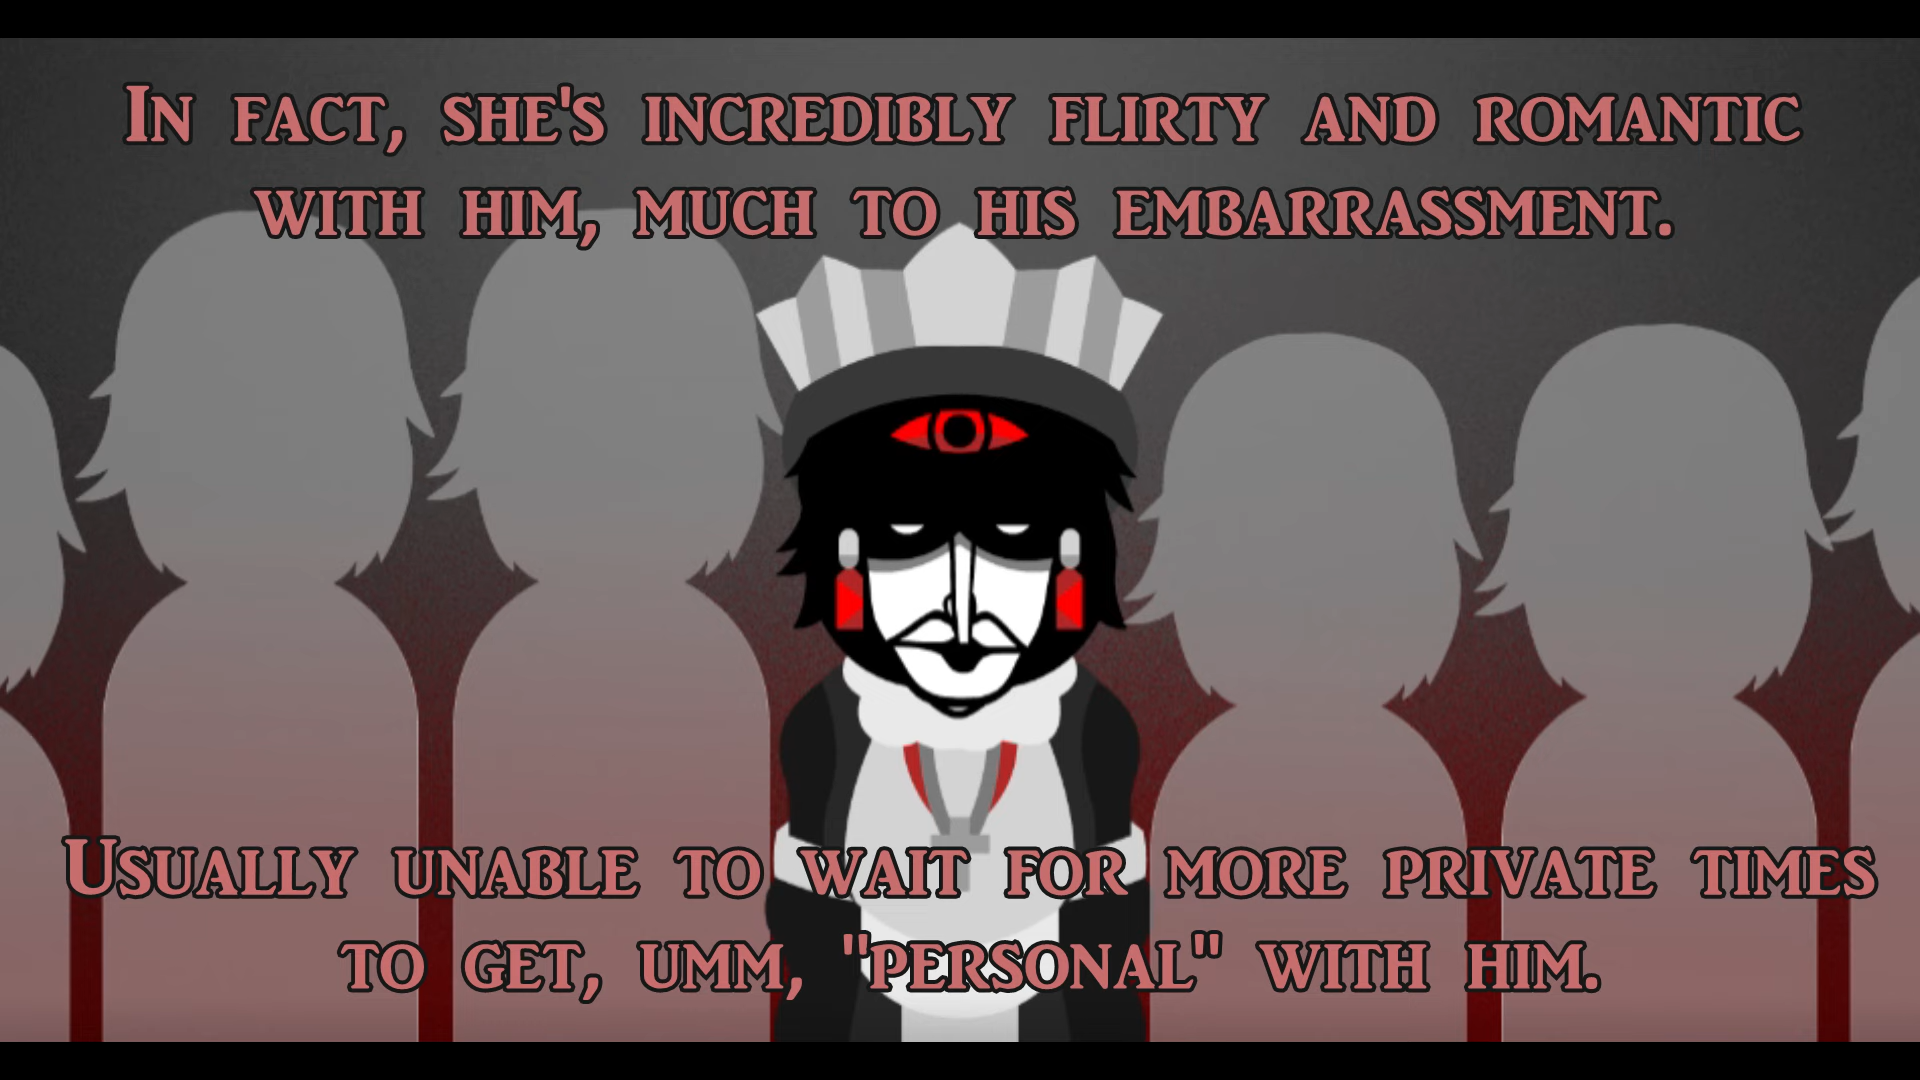 In fact, she's incredibly flirty and romantic
with him, much to his embarrassment.
Usually unable to wait for more private times
to get, umm, "personal" with him.